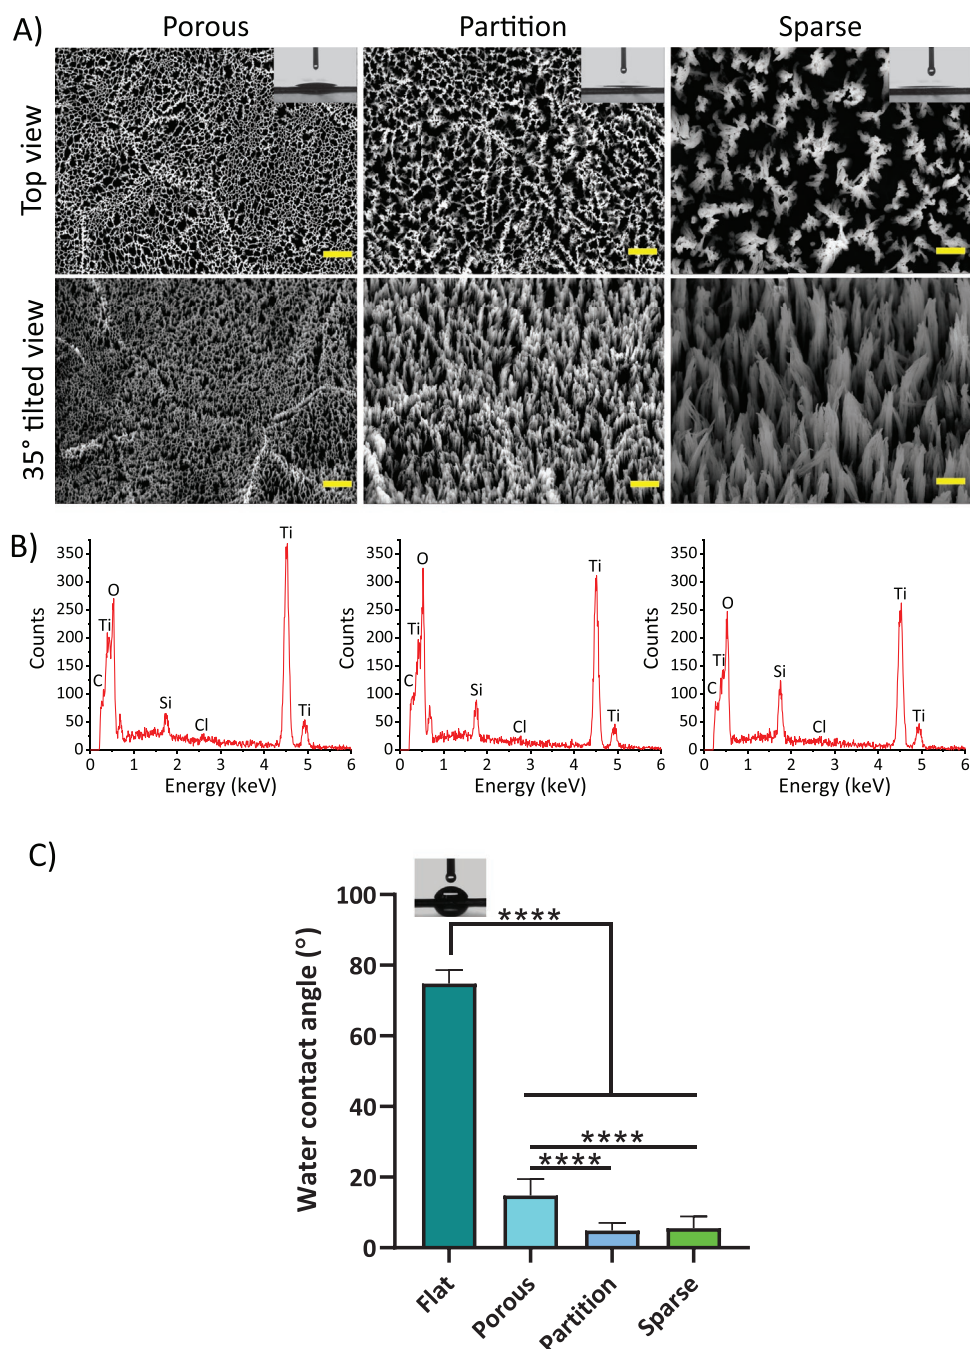 A)
Porous
Partition
Sparse
Top view
35° tilted view
B)
Counts
350
300
250
200
150
100
50
0
C
Ti
O
Si
Cl
Ti
Ti
0 1 2 3 4 5 6
Energy (keV)
Counts
350
300
250
200
150
100
50
0
C
Ti
O
Si
Cl
Ti
Ti
0 1 2 3 4 5 6
Energy (keV)
Counts
350
300
250
200
150
100
50
0
C
Ti
O
Si
Cl
Ti
Ti
0 1 2 3 4 5 6
Energy (keV)
C)
Water contact angle (°)
100
80
60
40
20
0
****
****
****
Flat
Porous
Partition
Sparse